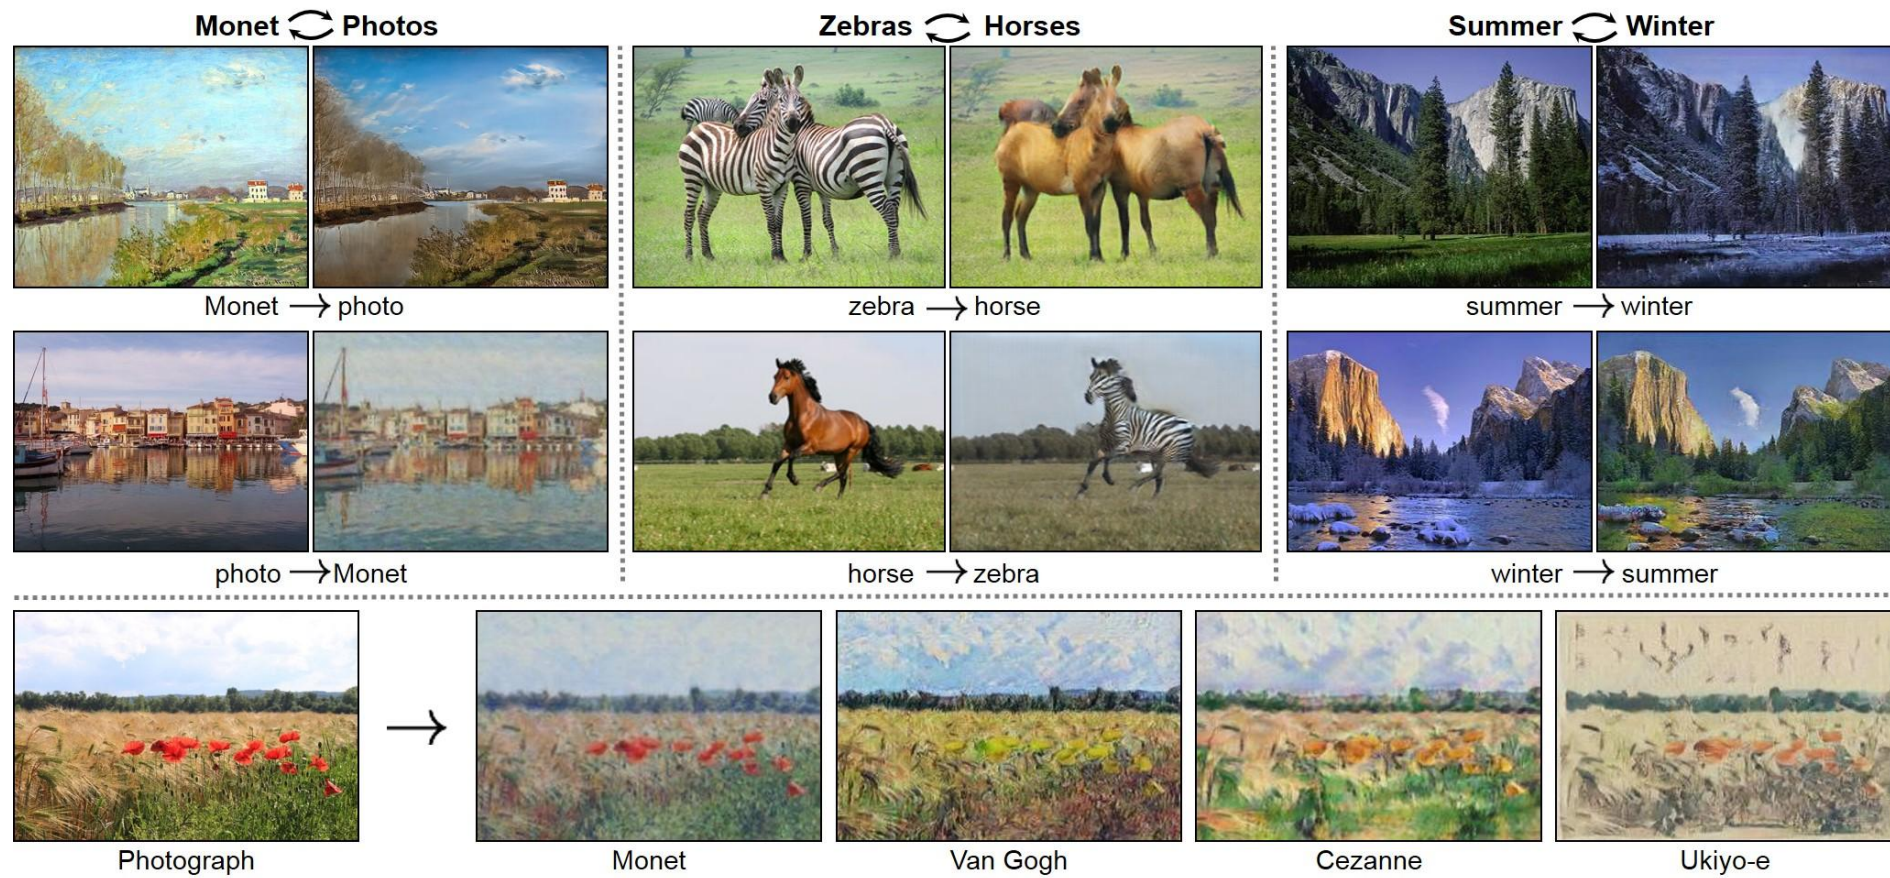 Monet Photos
Zebras Horses
Summer Winter
Monet → photo
zebra → horse
summer → winter
photo → Monet
horse → zebra
winter → summer
Photograph
Monet
Van Gogh
Cezanne
Ukiyo-e